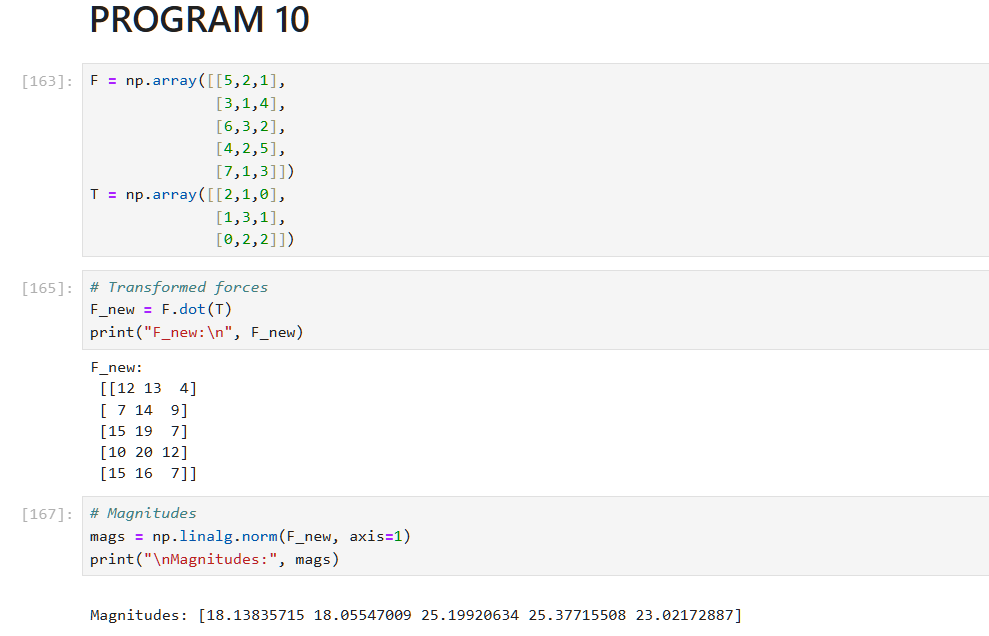 PROGRAM 10
[163]: F = np.array([[5,2,1],
[3,1,4],
[6,3,2],
[4,2,5],
[7,1,3]])
T = np.array([[2,1,0],
[1,3,1],
[0,2,2]])
[165]: # Transformed forces
F_new = F.dot(T)
print("F_new:\n", F_new)
F_new:
[[12 13  4]
[ 7 14  9]
[15 19  7]
[10 20 12]
[15 16  7]]
[167]: # Magnitudes
mags = np.linalg.norm(F_new, axis=1)
print("\nMagnitudes:", mags)
Magnitudes: [18.13835715 18.05547009 25.19920634 25.37715508 23.02172887]